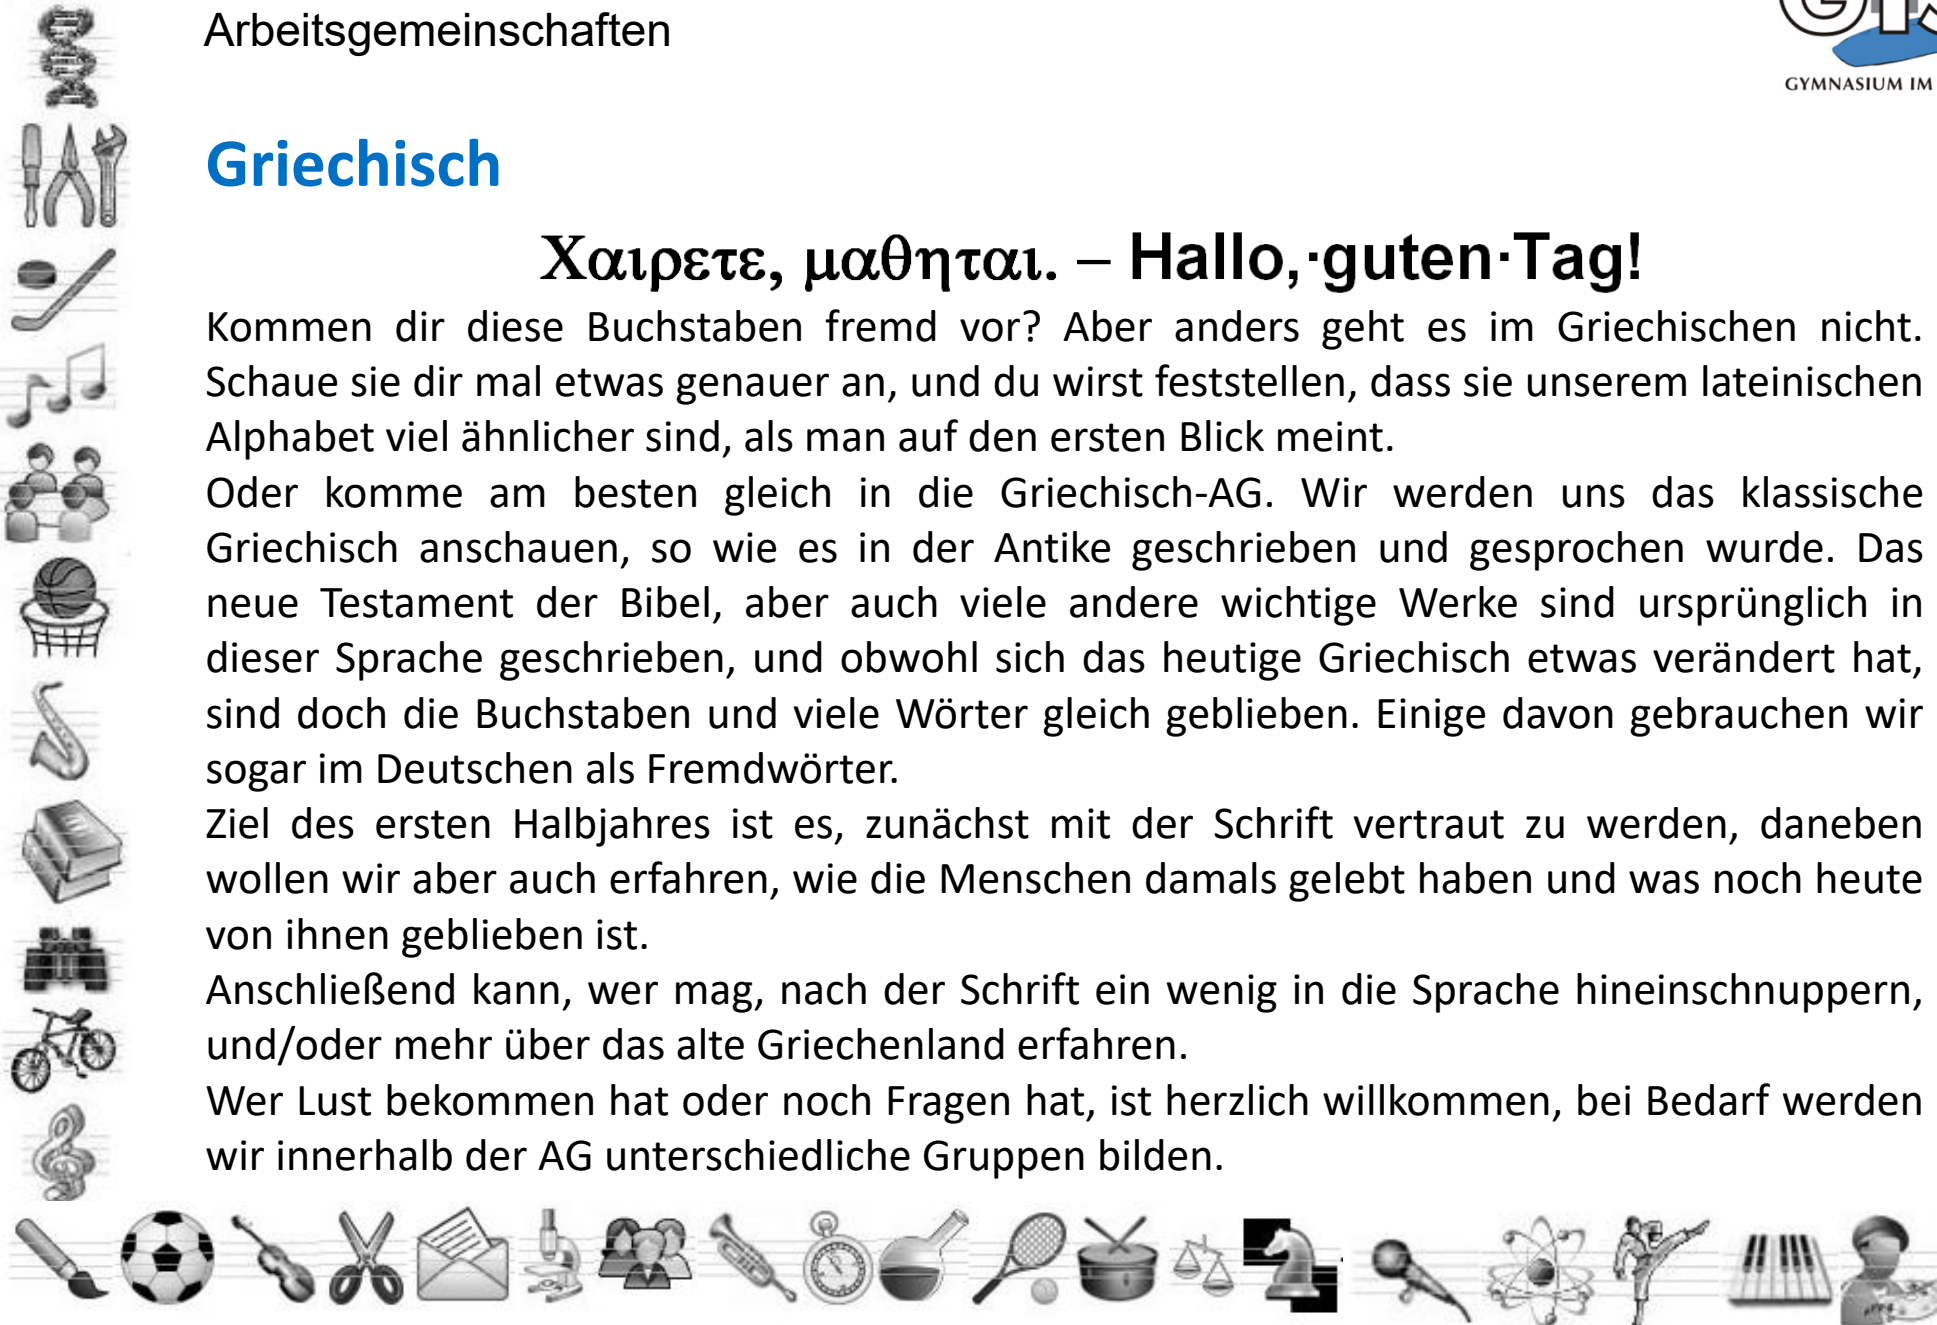 Arbeitsgemeinschaften
GYMNASIUM IM
Griechisch
Χαιρετε, μαθηται. – Hallo,·guten·Tag!
Kommen dir diese Buchstaben fremd vor? Aber anders geht es im Griechischen nicht.
Schaue sie dir mal etwas genauer an, und du wirst feststellen, dass sie unserem lateinischen
Alphabet viel ähnlicher sind, als man auf den ersten Blick meint.
Oder komme am besten gleich in die Griechisch-AG. Wir werden uns das klassische
Griechisch anschauen, so wie es in der Antike geschrieben und gesprochen wurde. Das
neue Testament der Bibel, aber auch viele andere wichtige Werke sind ursprünglich in
dieser Sprache geschrieben, und obwohl sich das heutige Griechisch etwas verändert hat,
sind doch die Buchstaben und viele Wörter gleich geblieben. Einige davon gebrauchen wir
sogar im Deutschen als Fremdwörter.
Ziel des ersten Halbjahres ist es, zunächst mit der Schrift vertraut zu werden, daneben
wollen wir aber auch erfahren, wie die Menschen damals gelebt haben und was noch heute
von ihnen geblieben ist.
Anschließend kann, wer mag, nach der Schrift ein wenig in die Sprache hineinschnuppern,
und/oder mehr über das alte Griechenland erfahren.
Wer Lust bekommen hat oder noch Fragen hat, ist herzlich willkommen, bei Bedarf werden
wir innerhalb der AG unterschiedliche Gruppen bilden.